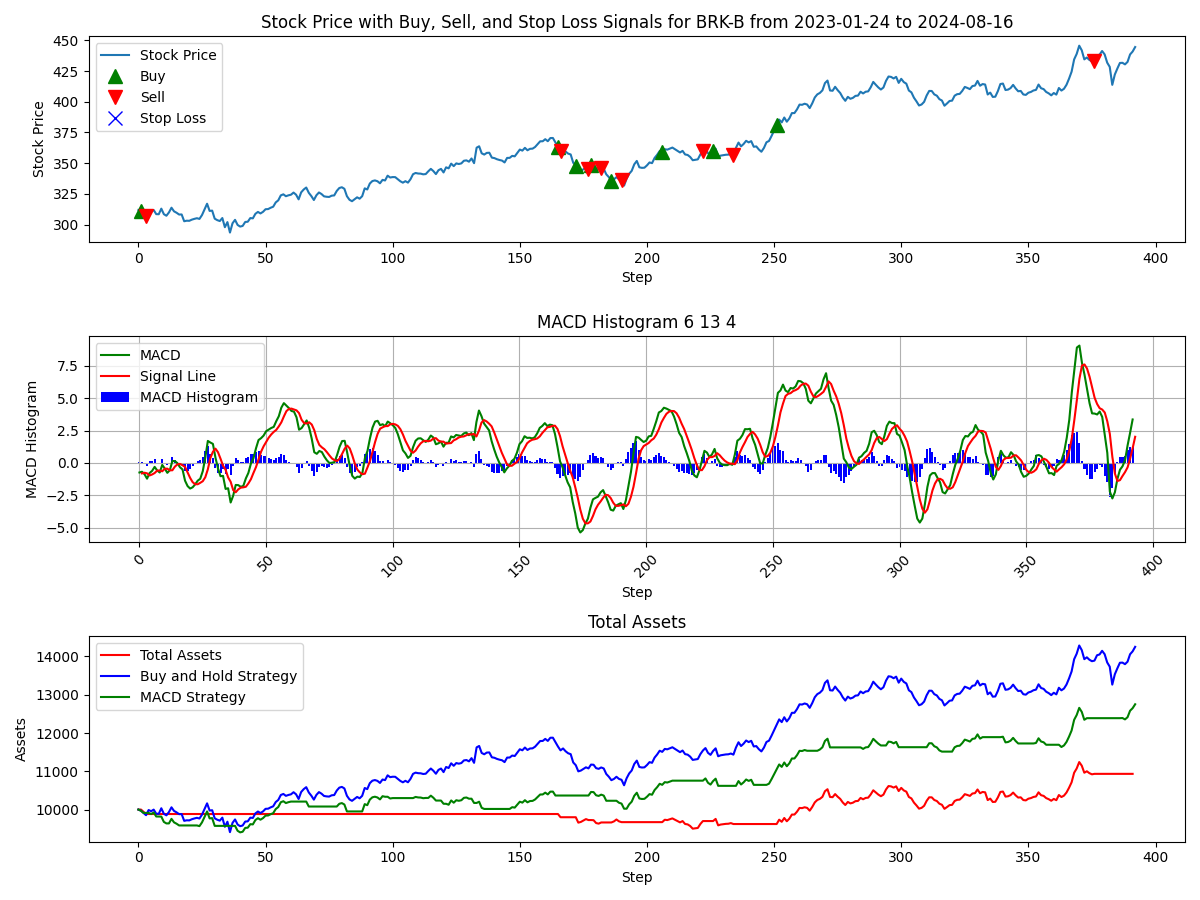 Stock Price with Buy, Sell, and Stop Loss Signals for BRK-B from 2023-01-24 to 2024-08-16
450
425
400
375
350
325
300
Stock Price
Stock Price
Buy
Sell
Stop Loss
0 50 100 150 200 250 300 350 400
Step
MACD Histogram 6 13 4
7.5
5.0
2.5
0.0
−2.5
−5.0
MACD Histogram
MACD
Signal Line
MACD Histogram
0 50 100 150 200 250 300 350 400
Step
Total Assets
14000
13000
12000
11000
10000
Assets
Total Assets
Buy and Hold Strategy
MACD Strategy
0 50 100 150 200 250 300 350 400
Step